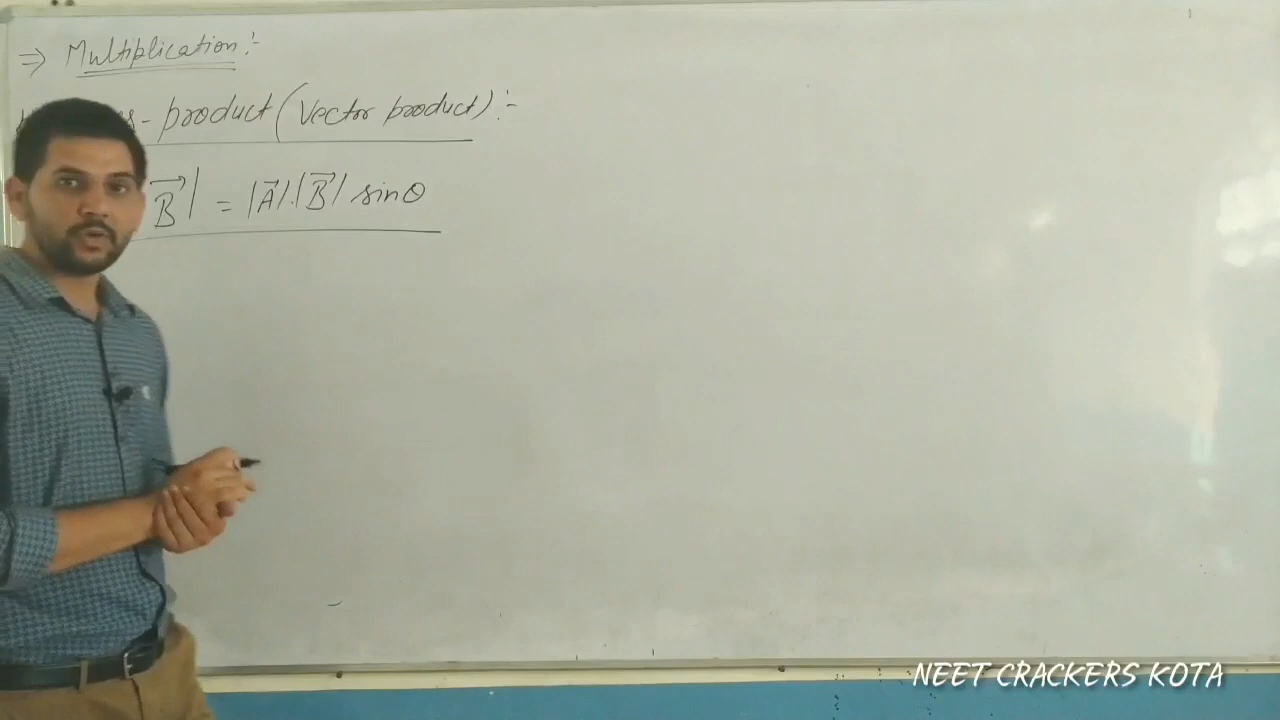 ⇒ Multiplication:-
s-product (Vector product):-
B⃗| = |A⃗|.|B⃗| sinθ
NEET CRACKERS KOTA